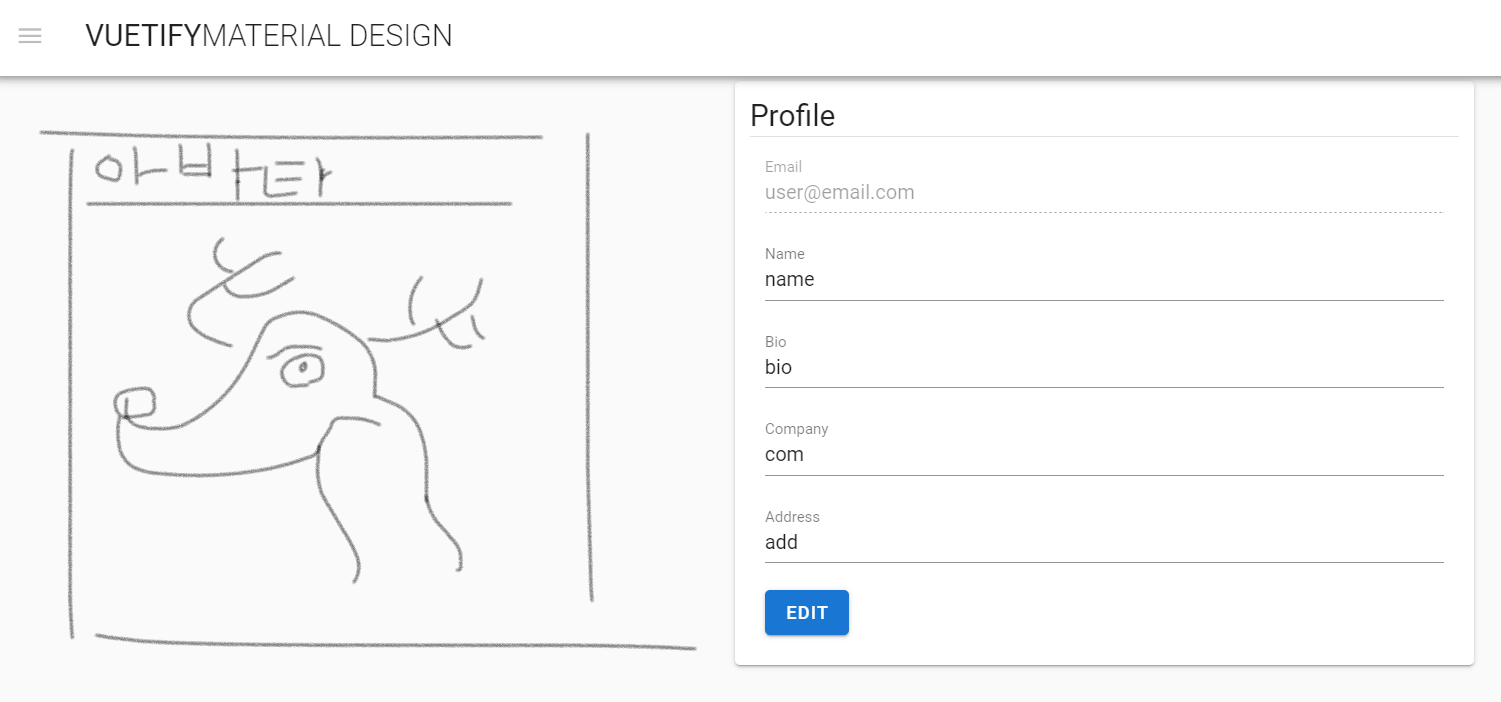 VUETIFYMATERIAL DESIGN
아바타
Profile
Email
user@email.com
Name
name
Bio
bio
Company
com
Address
add
EDIT